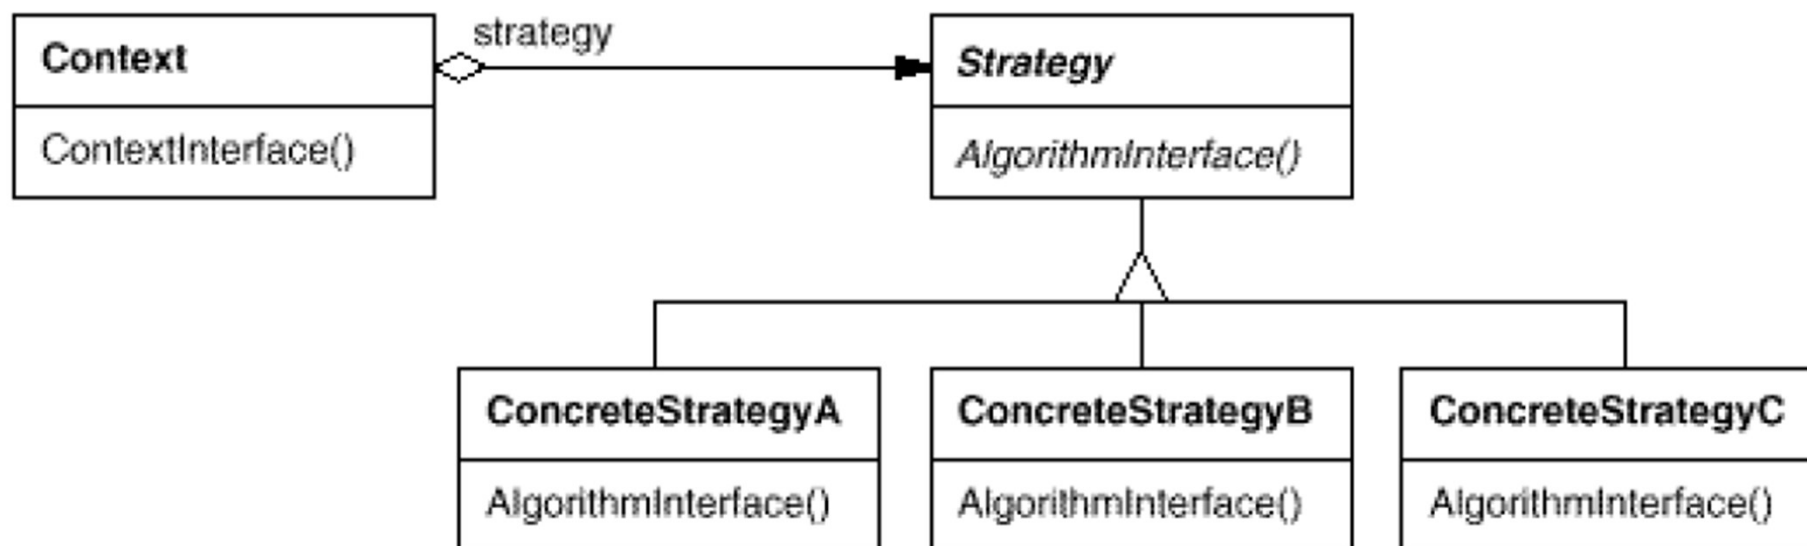 Context
ContextInterface()
strategy
Strategy
AlgorithmInterface()
ConcreteStrategyA
AlgorithmInterface()
ConcreteStrategyB
AlgorithmInterface()
ConcreteStrategyC
AlgorithmInterface()